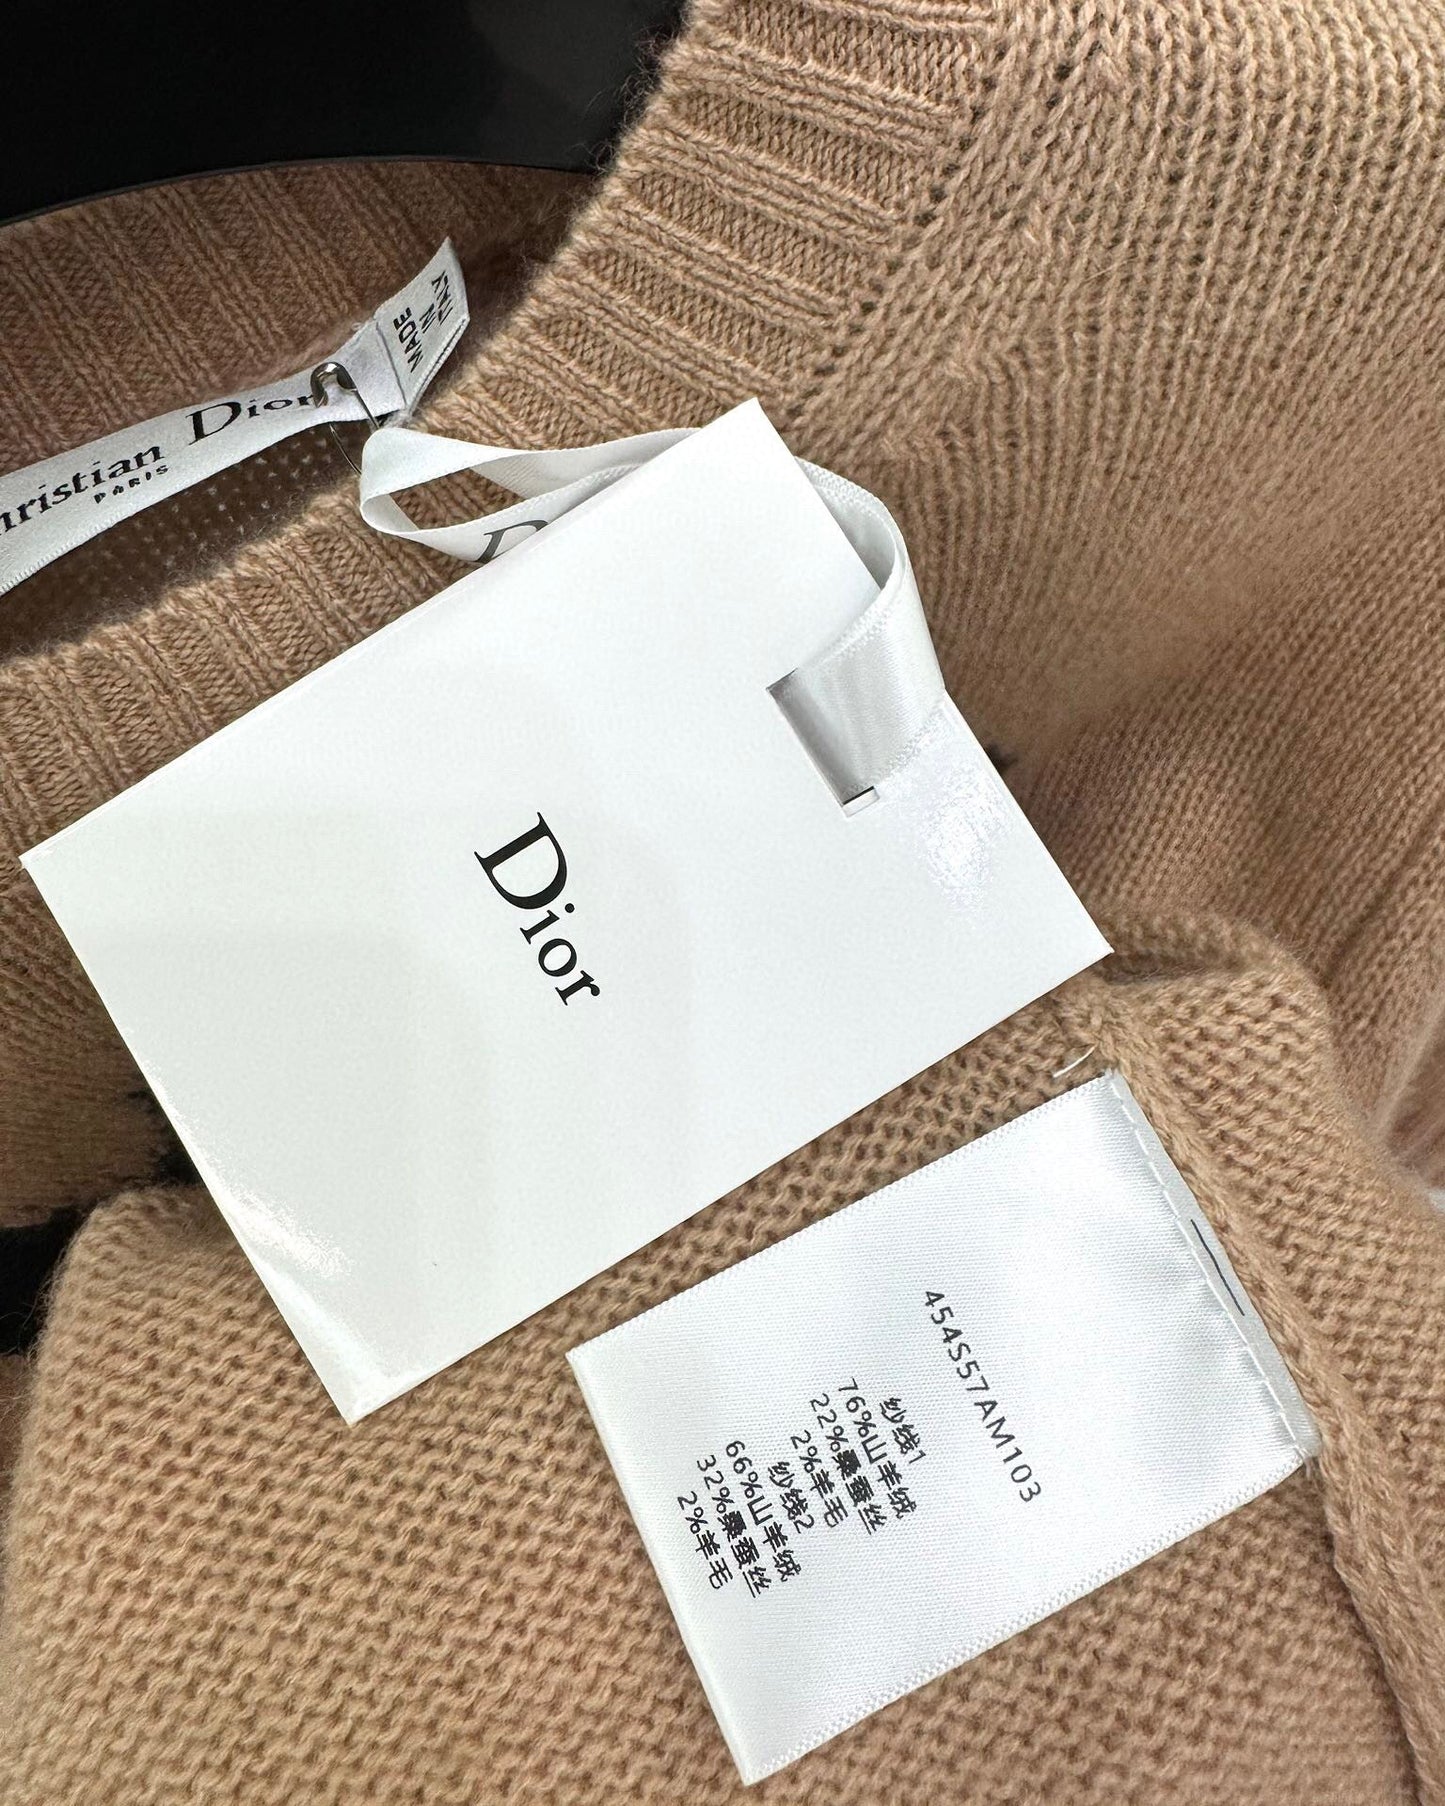 MADE
IN
ITALY
hristian Dior
PARIS
D
Dior
454S57AM103
纱线1
76%山羊绒
22%桑蚕丝
2%羊毛
纱线2
66%山羊绒
32%桑蚕丝
2%羊毛